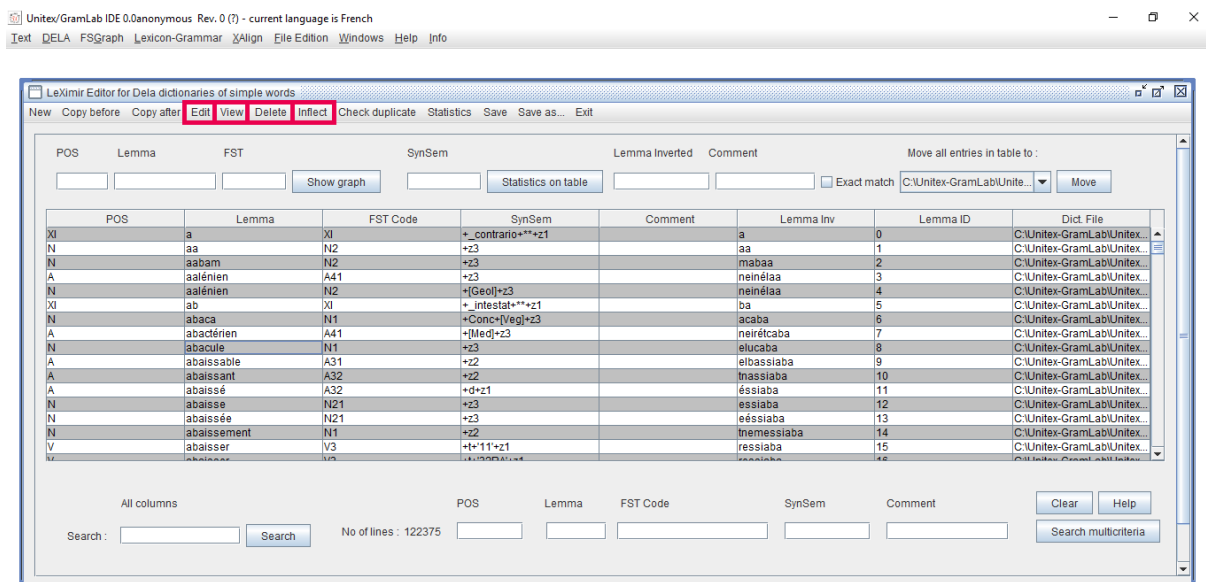 Unitex/GramLab IDE 0.0anonymous Rev. 0 (?) - current language is French
Text DELA FSGraph Lexicon-Grammar XAlign File Edition Windows Help Info
LeXimir Editor for Dela dictionaries of simple words
New Copy before Copy after Edit View Delete Inflect Check duplicate Statistics Save Save as... Exit
POS Lemma FST SynSem Lemma Inverted Comment Move all entries in table to :
Show graph Statistics on table Exact match C:\Unitex-GramLab\Unite... Move
POS Lemma FST Code SynSem Comment Lemma Inv Lemma ID Dict. File
XI a XI +_contrario+**+z1 a 0 C:\Unitex-GramLab\Unitex...
N aa N2 +z3 aa 1 C:\Unitex-GramLab\Unitex...
N aabam N2 +z3 mabaa 2 C:\Unitex-GramLab\Unitex...
A aalénien A41 +z3 neinélaa 3 C:\Unitex-GramLab\Unitex...
N aalénien N2 +[Geol]+z3 neinélaa 4 C:\Unitex-GramLab\Unitex...
XI ab XI +_intestat+**+z1 ba 5 C:\Unitex-GramLab\Unitex...
N abaca N1 +Conc+[Veg]+z3 acaba 6 C:\Unitex-GramLab\Unitex...
A abactérien A41 +[Med]+z3 neirétcaba 7 C:\Unitex-GramLab\Unitex...
N abacule N1 +z3 elucaba 8 C:\Unitex-GramLab\Unitex...
A abaissable A31 +z2 elbassiaba 9 C:\Unitex-GramLab\Unitex...
A abaissant A32 +z2 tnassiaba 10 C:\Unitex-GramLab\Unitex...
A abaissé A32 +d+z1 éssiaba 11 C:\Unitex-GramLab\Unitex...
N abaisse N21 +z3 essiaba 12 C:\Unitex-GramLab\Unitex...
N abaissée N21 +z3 eéssiaba 13 C:\Unitex-GramLab\Unitex...
N abaissement N1 +z2 tnemessiaba 14 C:\Unitex-GramLab\Unitex...
V abaisser V3 +t+'11'+z1 ressiaba 15 C:\Unitex-GramLab\Unitex...
All columns POS Lemma FST Code SynSem Comment Clear Help
Search : Search No of lines : 122375 Search multicriteria